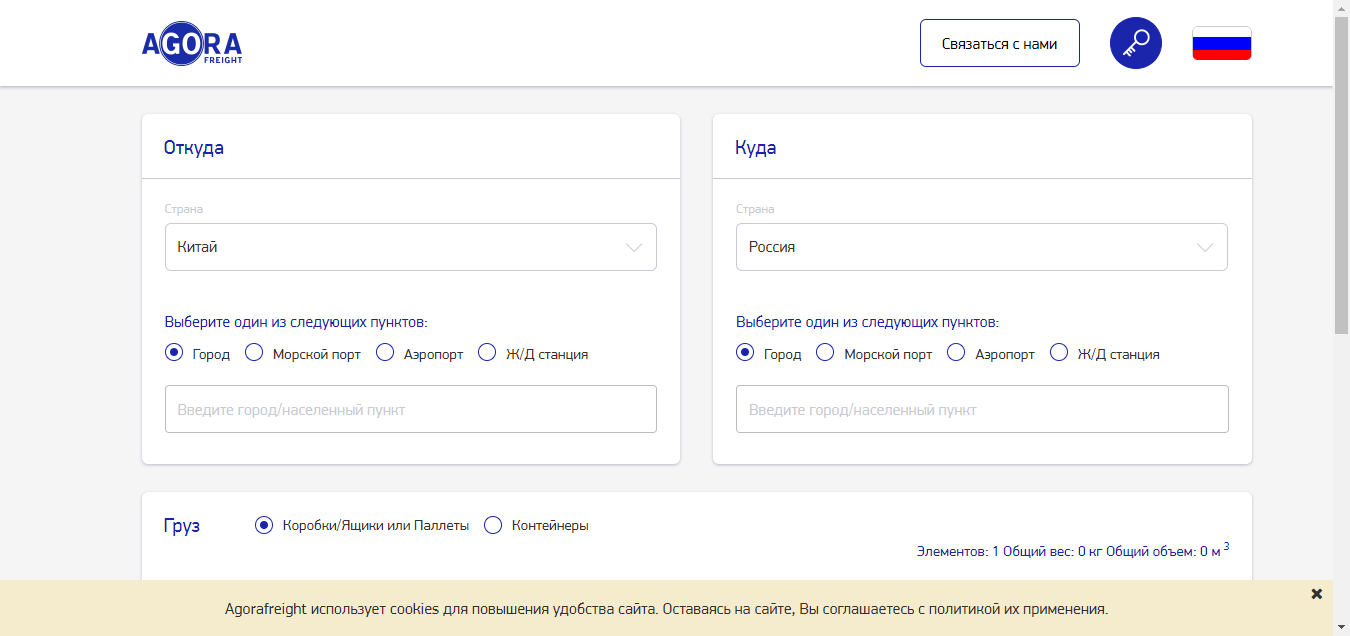 AGORA
FREIGHT
Связаться с нами
Откуда
Страна
Китай
Выберите один из следующих пунктов:
Город Морской порт Аэропорт Ж/Д станция
Введите город/населенный пункт
Куда
Страна
Россия
Выберите один из следующих пунктов:
Город Морской порт Аэропорт Ж/Д станция
Введите город/населенный пункт
Груз Коробки/Ящики или Паллеты Контейнеры
Элементов: 1 Общий вес: 0 кг Общий объем: 0 м 3
Agorafreight использует cookies для повышения удобства сайта. Оставаясь на сайте, Вы соглашаетесь с политикой их применения.